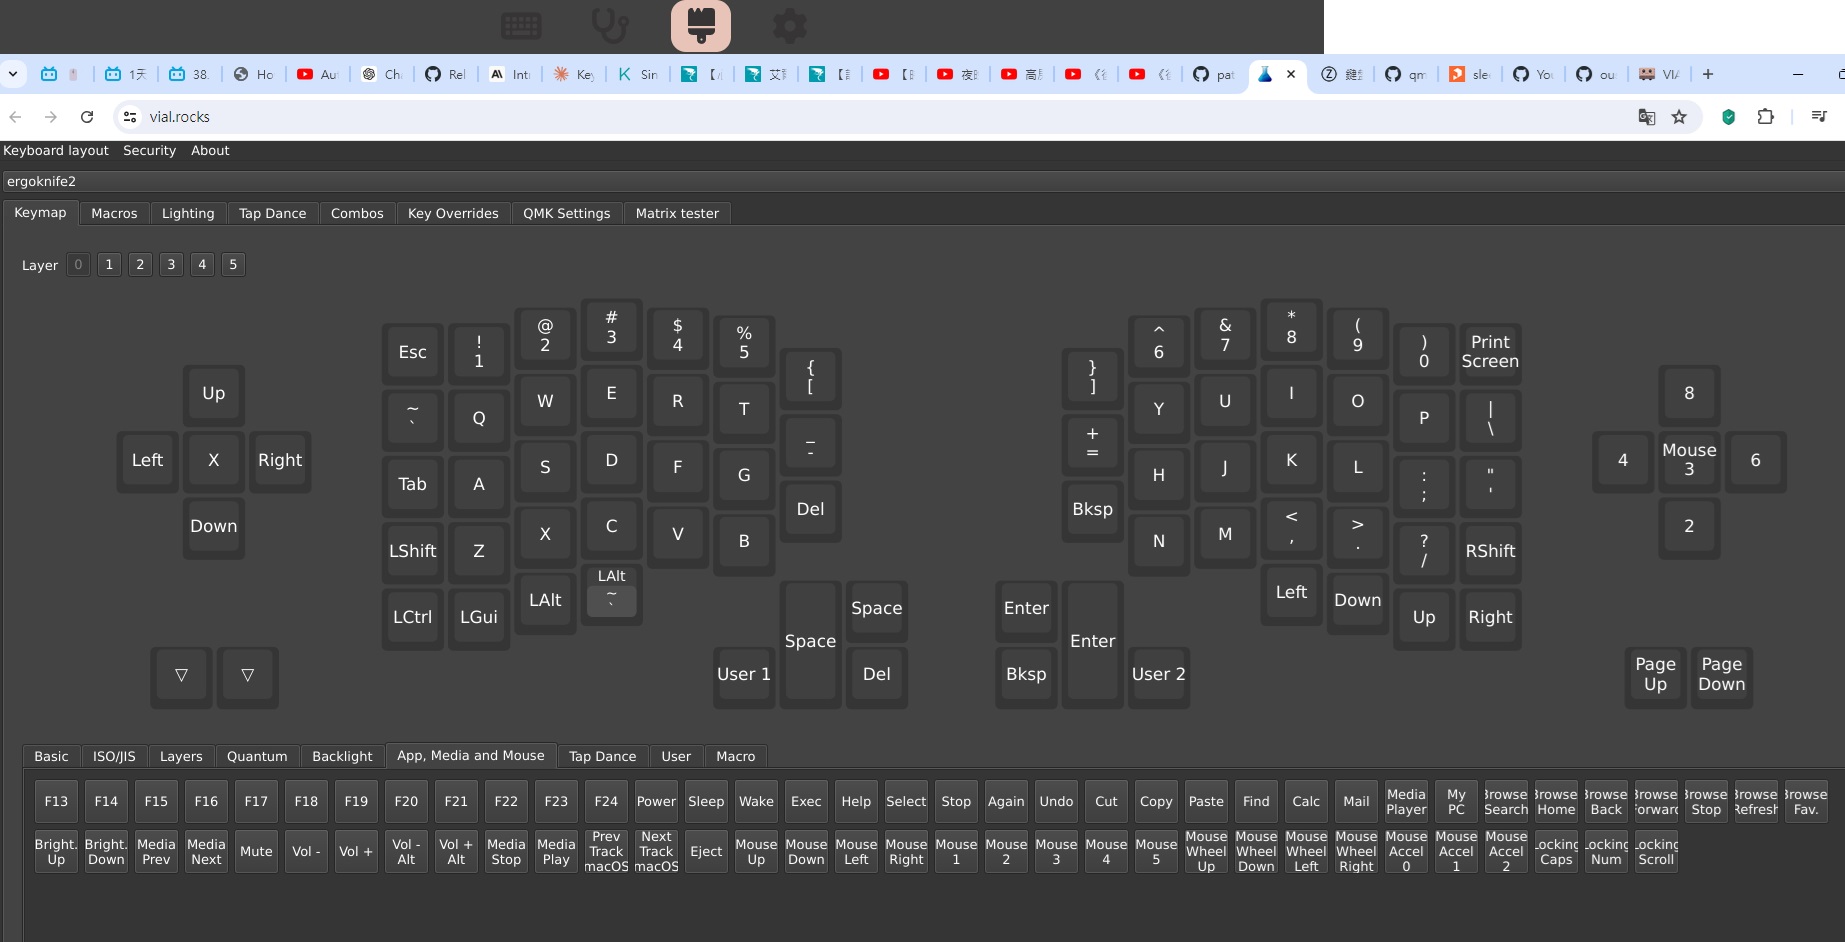 1天
38.
Ho
Au
Ch
Rel
Int
Key
Sin
【
艾
【
【
夜
高
《
《
pat
鍵
qm
sle
You
ou
VIA
vial.rocks
Keyboard layout Security About
ergoknife2
Keymap Macros Lighting Tap Dance Combos Key Overrides QMK Settings Matrix tester
Layer 0 1 2 3 4 5
Up
Left X Right
Down
▽ ▽
Esc ! 1 @ 2 # 3 $ 4 % 5 { [
~ ` Q W E R T _ -
Tab A S D F G Del
LShift Z X C V B
LCtrl LGui LAlt LAlt ~ `
Space Space
User 1 Del
} ] ^ 6 & 7 * 8 ( 9 ) 0 Print Screen
+ = Y U I O P | \
Bksp H J K L : ; " '
N M < , > . ? / RShift
Enter Enter Left Down Up Right
Bksp User 2
8
4 Mouse 3 6
2
Page Up Page Down
Basic ISO/JIS Layers Quantum Backlight App, Media and Mouse Tap Dance User Macro
F13 F14 F15 F16 F17 F18 F19 F20 F21 F22 F23 F24 Power Sleep Wake Exec Help Select Stop Again Undo Cut Copy Paste Find Calc Mail Media Player My PC Browse Search Browse Home Browse Back Browse Forward Browse Stop Browse Refresh Browse Fav.
Bright. Up Bright. Down Media Prev Media Next Mute Vol - Vol + Vol - Alt Vol + Alt Media Stop Media Play Prev Track macOS Next Track macOS Eject Mouse Up Mouse Down Mouse Left Mouse Right Mouse 1 Mouse 2 Mouse 3 Mouse 4 Mouse 5 Mouse Wheel Up Mouse Wheel Down Mouse Wheel Left Mouse Wheel Right Mouse Accel 0 Mouse Accel 1 Mouse Accel 2 Locking Caps Locking Num Locking Scroll